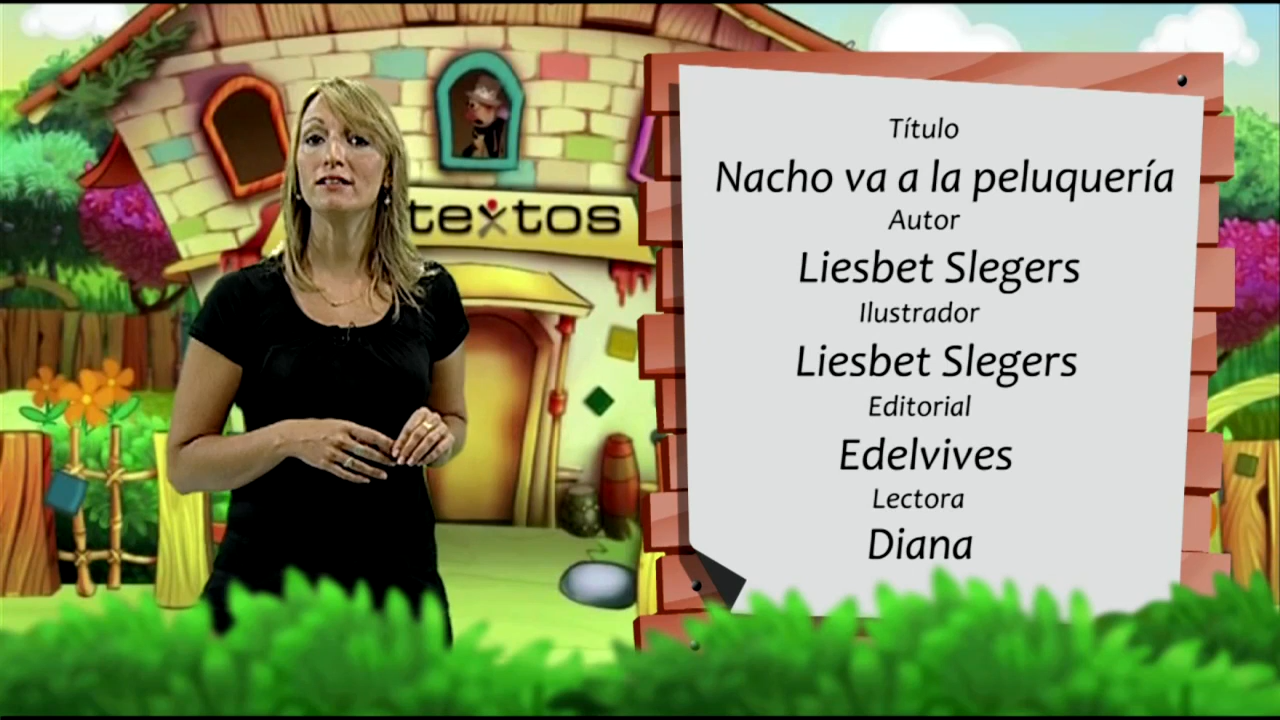 textos
Título
Nacho va a la peluquería
Autor
Liesbet Slegers
Ilustrador
Liesbet Slegers
Editorial
Edelvives
Lectora
Diana